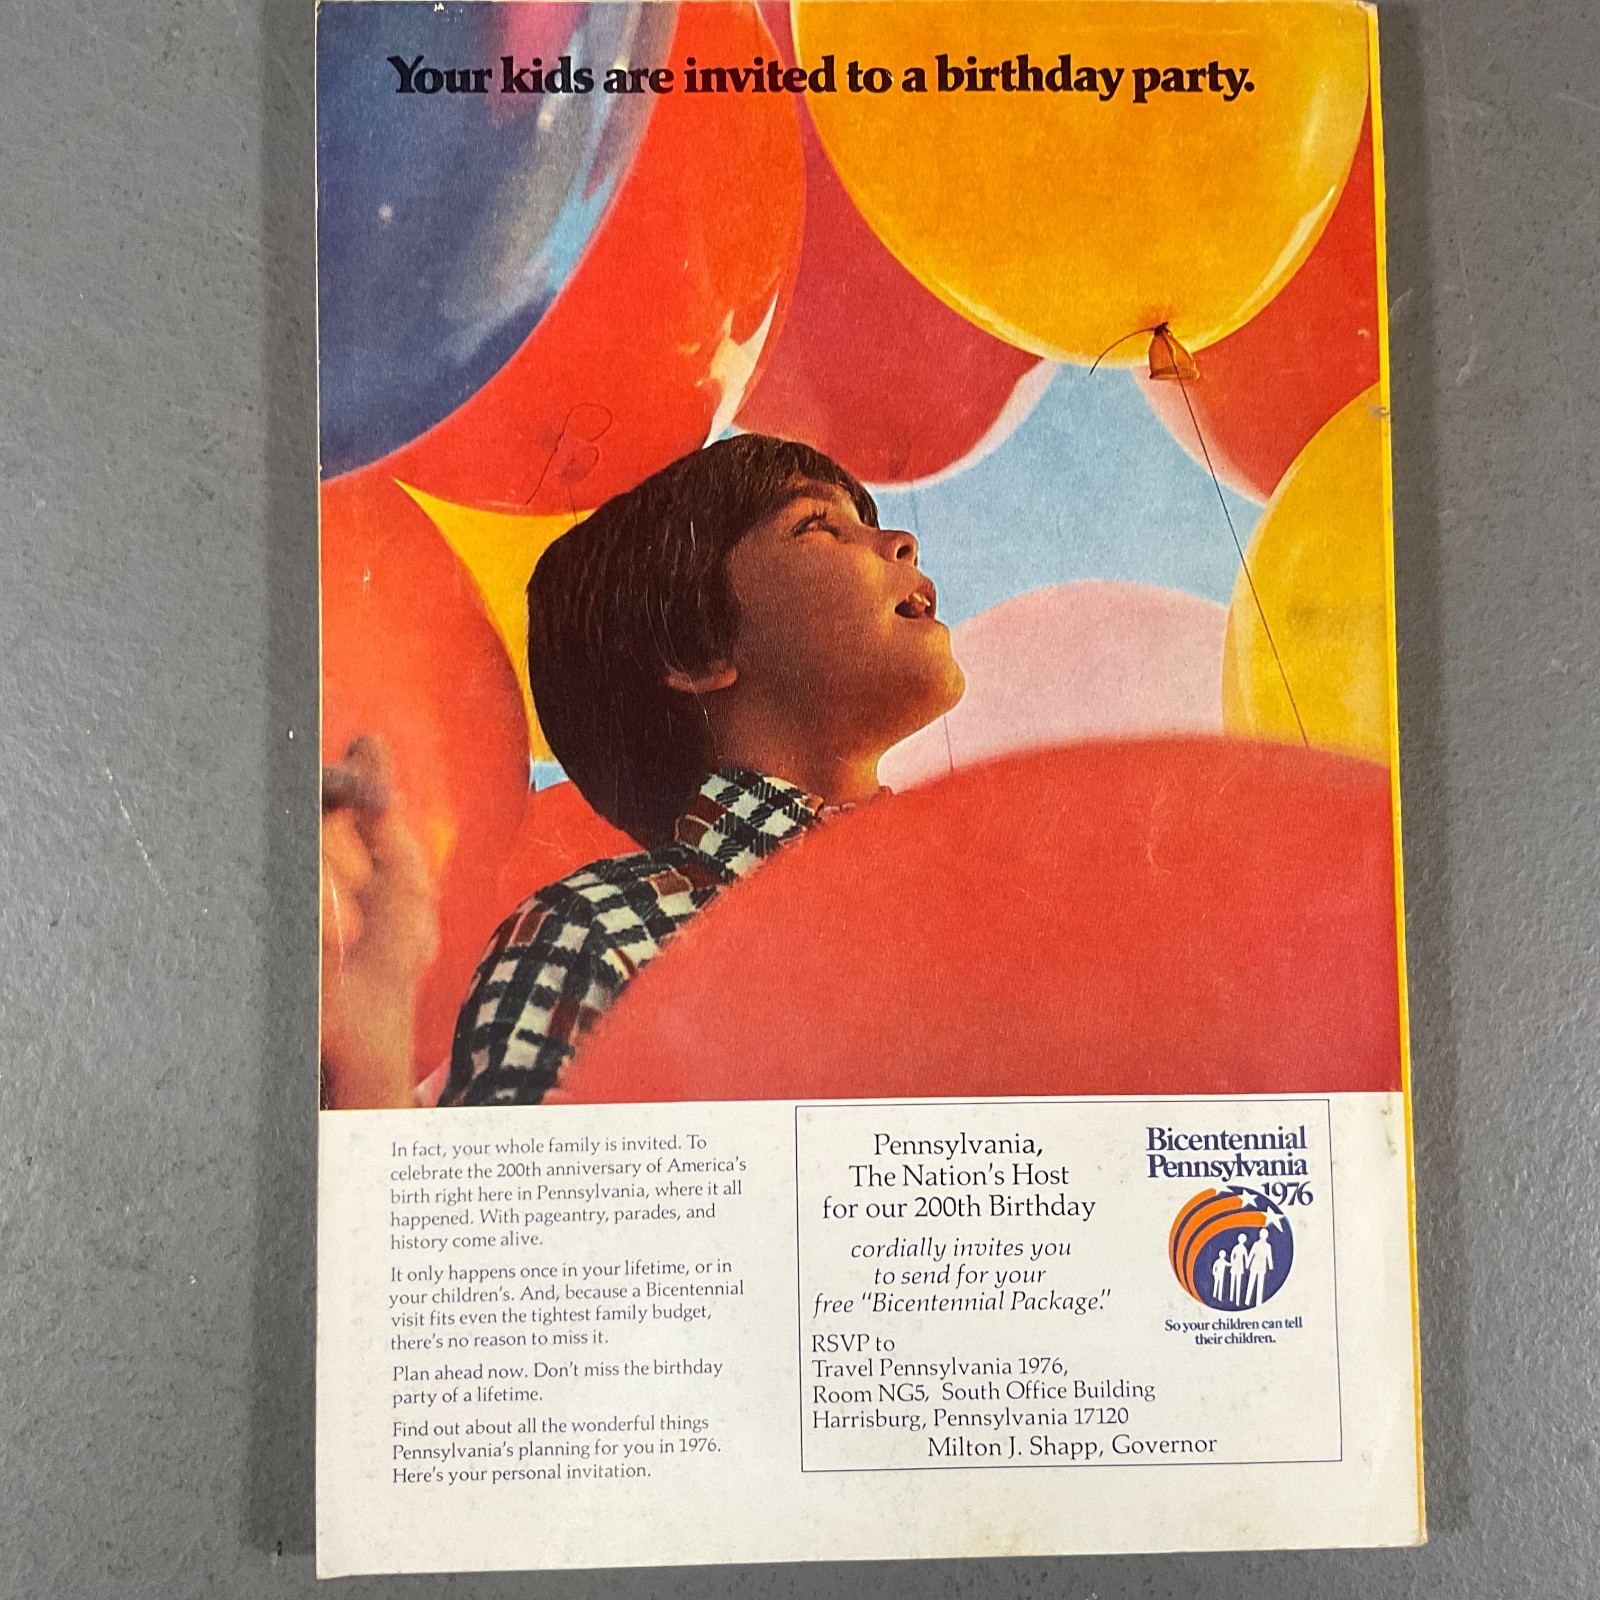 Your kids are invited to a birthday party.
In fact, your whole family is invited. To
celebrate the 200th anniversary of America's
birth right here in Pennsylvania, where it all
happened. With pageantry, parades, and
history come alive.
It only happens once in your lifetime, or in
your children's. And, because a Bicentennial
visit fits even the tightest family budget,
there's no reason to miss it.
Plan ahead now. Don't miss the birthday
party of a lifetime.
Find out about all the wonderful things
Pennsylvania's planning for you in 1976.
Here's your personal invitation.
Pennsylvania,
The Nation's Host
for our 200th Birthday
cordially invites you
to send for your
free "Bicentennial Package."
RSVP to
Travel Pennsylvania 1976,
Room NG5, South Office Building
Harrisburg, Pennsylvania 17120
Milton J. Shapp, Governor
Bicentennial
Pennsylvania
1976
So your children can tell
their children.